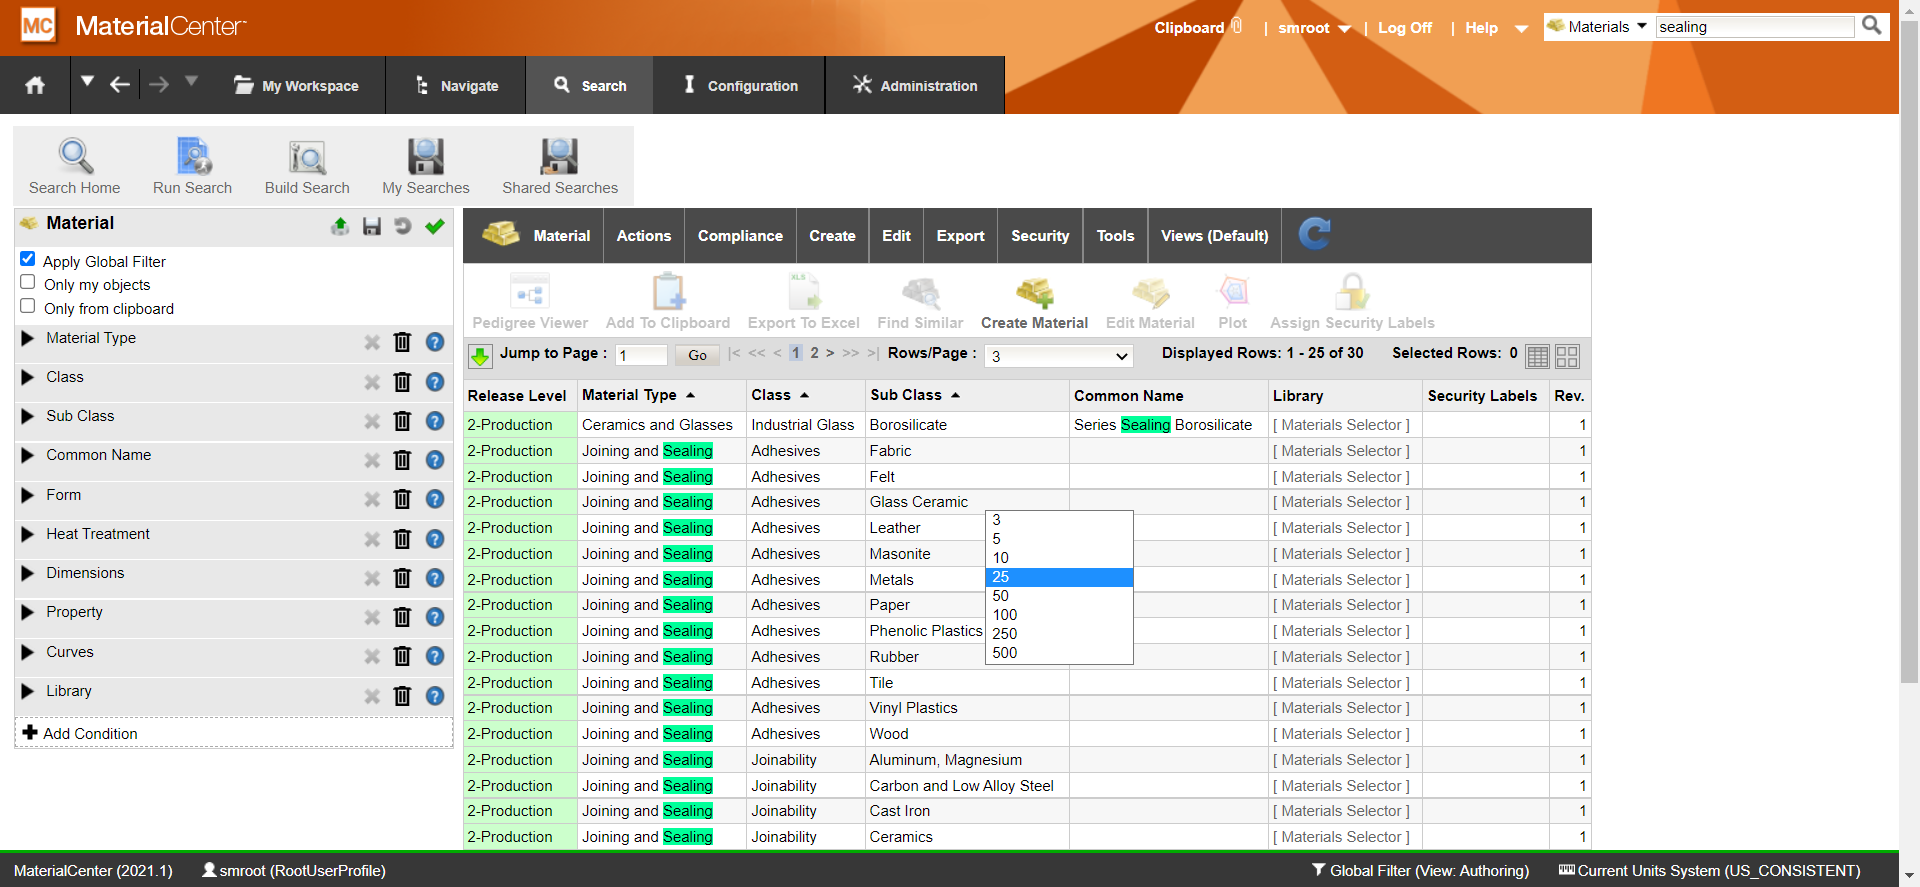 MC MaterialCenter
Clipboard | smroot | Log Off | Help Materials sealing
My Workspace Navigate Search Configuration Administration
Search Home Run Search Build Search My Searches Shared Searches
Material
Apply Global Filter
Only my objects
Only from clipboard
Material Type
Class
Sub Class
Common Name
Form
Heat Treatment
Dimensions
Property
Curves
Library
Add Condition
Material Actions Compliance Create Edit Export Security Tools Views (Default)
XLS
Pedigree Viewer Add To Clipboard Export To Excel Find Similar Create Material Edit Material Plot Assign Security Labels
Jump to Page : 1 Go |< << < 1 2 > >> >| Rows/Page : 3 Displayed Rows: 1 - 25 of 30 Selected Rows: 0
Release Level Material Type Class Sub Class Common Name Library Security Labels Rev.
2-Production Ceramics and Glasses Industrial Glass Borosilicate Series Sealing Borosilicate [ Materials Selector ] 1
2-Production Joining and Sealing Adhesives Fabric [ Materials Selector ] 1
2-Production Joining and Sealing Adhesives Felt [ Materials Selector ] 1
2-Production Joining and Sealing Adhesives Glass Ceramic [ Materials Selector ] 1
2-Production Joining and Sealing Adhesives Leather [ Materials Selector ] 1
2-Production Joining and Sealing Adhesives Masonite [ Materials Selector ] 1
2-Production Joining and Sealing Adhesives Metals [ Materials Selector ] 1
2-Production Joining and Sealing Adhesives Paper [ Materials Selector ] 1
2-Production Joining and Sealing Adhesives Phenolic Plastics [ Materials Selector ] 1
2-Production Joining and Sealing Adhesives Rubber [ Materials Selector ] 1
2-Production Joining and Sealing Adhesives Tile [ Materials Selector ] 1
2-Production Joining and Sealing Adhesives Vinyl Plastics [ Materials Selector ] 1
2-Production Joining and Sealing Adhesives Wood [ Materials Selector ] 1
2-Production Joining and Sealing Joinability Aluminum, Magnesium [ Materials Selector ] 1
2-Production Joining and Sealing Joinability Carbon and Low Alloy Steel [ Materials Selector ] 1
2-Production Joining and Sealing Joinability Cast Iron [ Materials Selector ] 1
2-Production Joining and Sealing Joinability Ceramics [ Materials Selector ] 1
3
5
10
25
50
100
250
500
MaterialCenter (2021.1) smroot (RootUserProfile) Global Filter (View: Authoring) Current Units System (US_CONSISTENT)